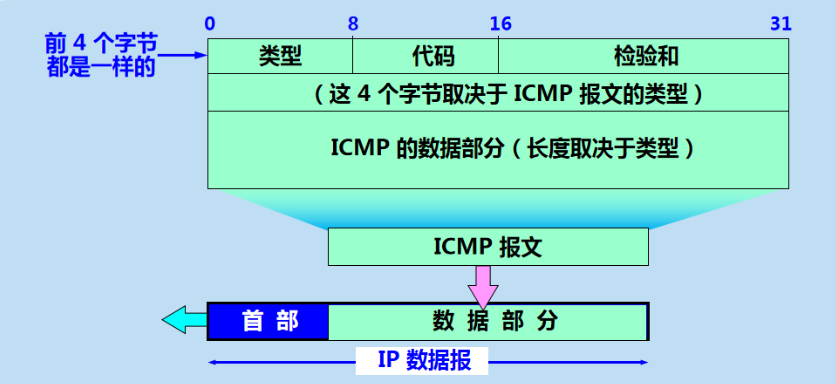 0 8 16 31
前 4 个字节
都是一样的
类型 代码 检验和
（这 4 个字节取决于 ICMP 报文的类型）
ICMP 的数据部分（长度取决于类型）
ICMP 报文
首 部 数 据 部 分
IP 数据报